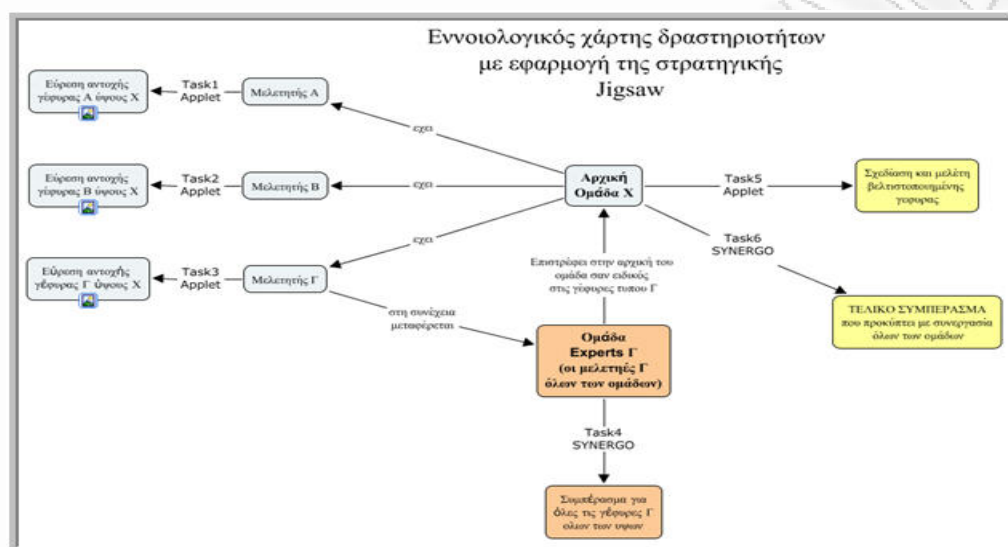 Εννοιολογικός χάρτης δραστηριοτήτων
με εφαρμογή της στρατηγικής
Jigsaw
Εύρεση αντοχής
γέφυρας Α ύψους Χ
Task1
Applet
Μελετητής Α
εχει
Εύρεση αντοχής
γέφυρας Β ύψους Χ
Task2
Applet
Μελετητής Β
εχει
Αρχική
Ομάδα Χ
Task5
Applet
Σχεδίαση και μελέτη
βελτιστοποιημένης
γεφυρας
Task6
SYNERGO
εχει
Εύρεση αντοχής
γέφυρας Γ ύψους Χ
Task3
Applet
Μελετητής Γ
Επιστρέφει στην αρχική του
ομάδα σαν ειδικός
στις γέφυρες τυπου Γ
στη συνέχεια
μεταφέρεται
ΤΕΛΙΚΟ ΣΥΜΠΕΡΑΣΜΑ
που προκύπτει με συνεργασία
όλων των ομάδων
Ομάδα
Experts Γ
(οι μελετηές Γ
όλων των ομάδων)
Task4
SYNERGO
Συμπέρασμα για
όλες τις γέφυρες Γ
ολων των υψων